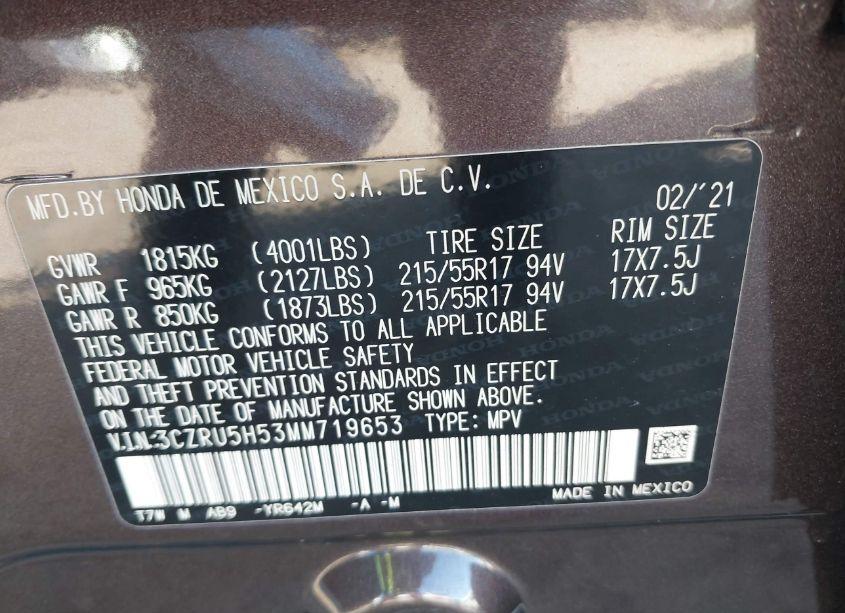 MFD.BY HONDA DE MEXICO S.A. DE C.V. 02/'21
TIRE SIZE RIM SIZE
GVWR 1815KG (4001LBS)
GAWR F 965KG (2127LBS) 215/55R17 94V 17X7.5J
GAWR R 850KG (1873LBS) 215/55R17 94V 17X7.5J
THIS VEHICLE CONFORMS TO ALL APPLICABLE
FEDERAL MOTOR VEHICLE SAFETY
AND THEFT PREVENTION STANDARDS IN EFFECT
ON THE DATE OF MANUFACTURE SHOWN ABOVE.
V.I.N.:3CZRU5H53MM719653 TYPE: MPV
T7W M AB9 -YR642M -A -M
MADE IN MEXICO